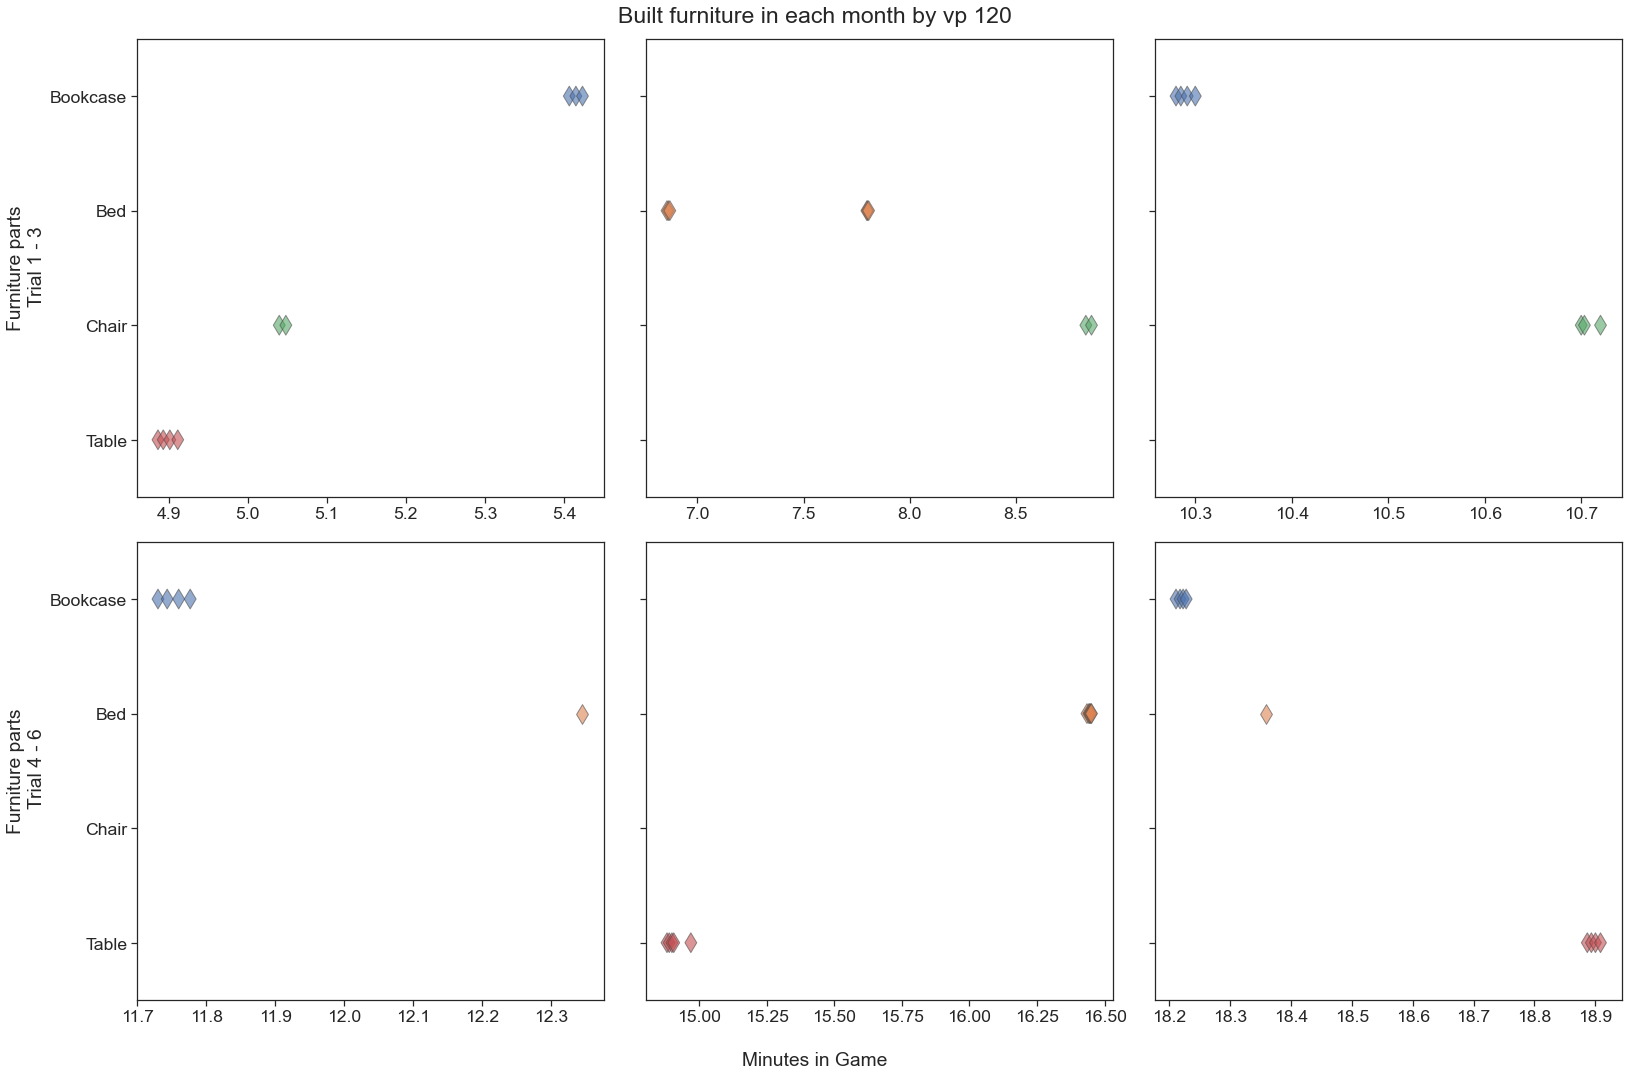 Built furniture in each month by vp 120
Furniture parts
Trial 1 - 3
Bookcase
Bed
Chair
Table
4.9 5.0 5.1 5.2 5.3 5.4
7.0 7.5 8.0 8.5
10.3 10.4 10.5 10.6 10.7
Furniture parts
Trial 4 - 6
Bookcase
Bed
Chair
Table
11.7 11.8 11.9 12.0 12.1 12.2 12.3
15.00 15.25 15.50 15.75 16.00 16.25 16.50
18.2 18.3 18.4 18.5 18.6 18.7 18.8 18.9
Minutes in Game